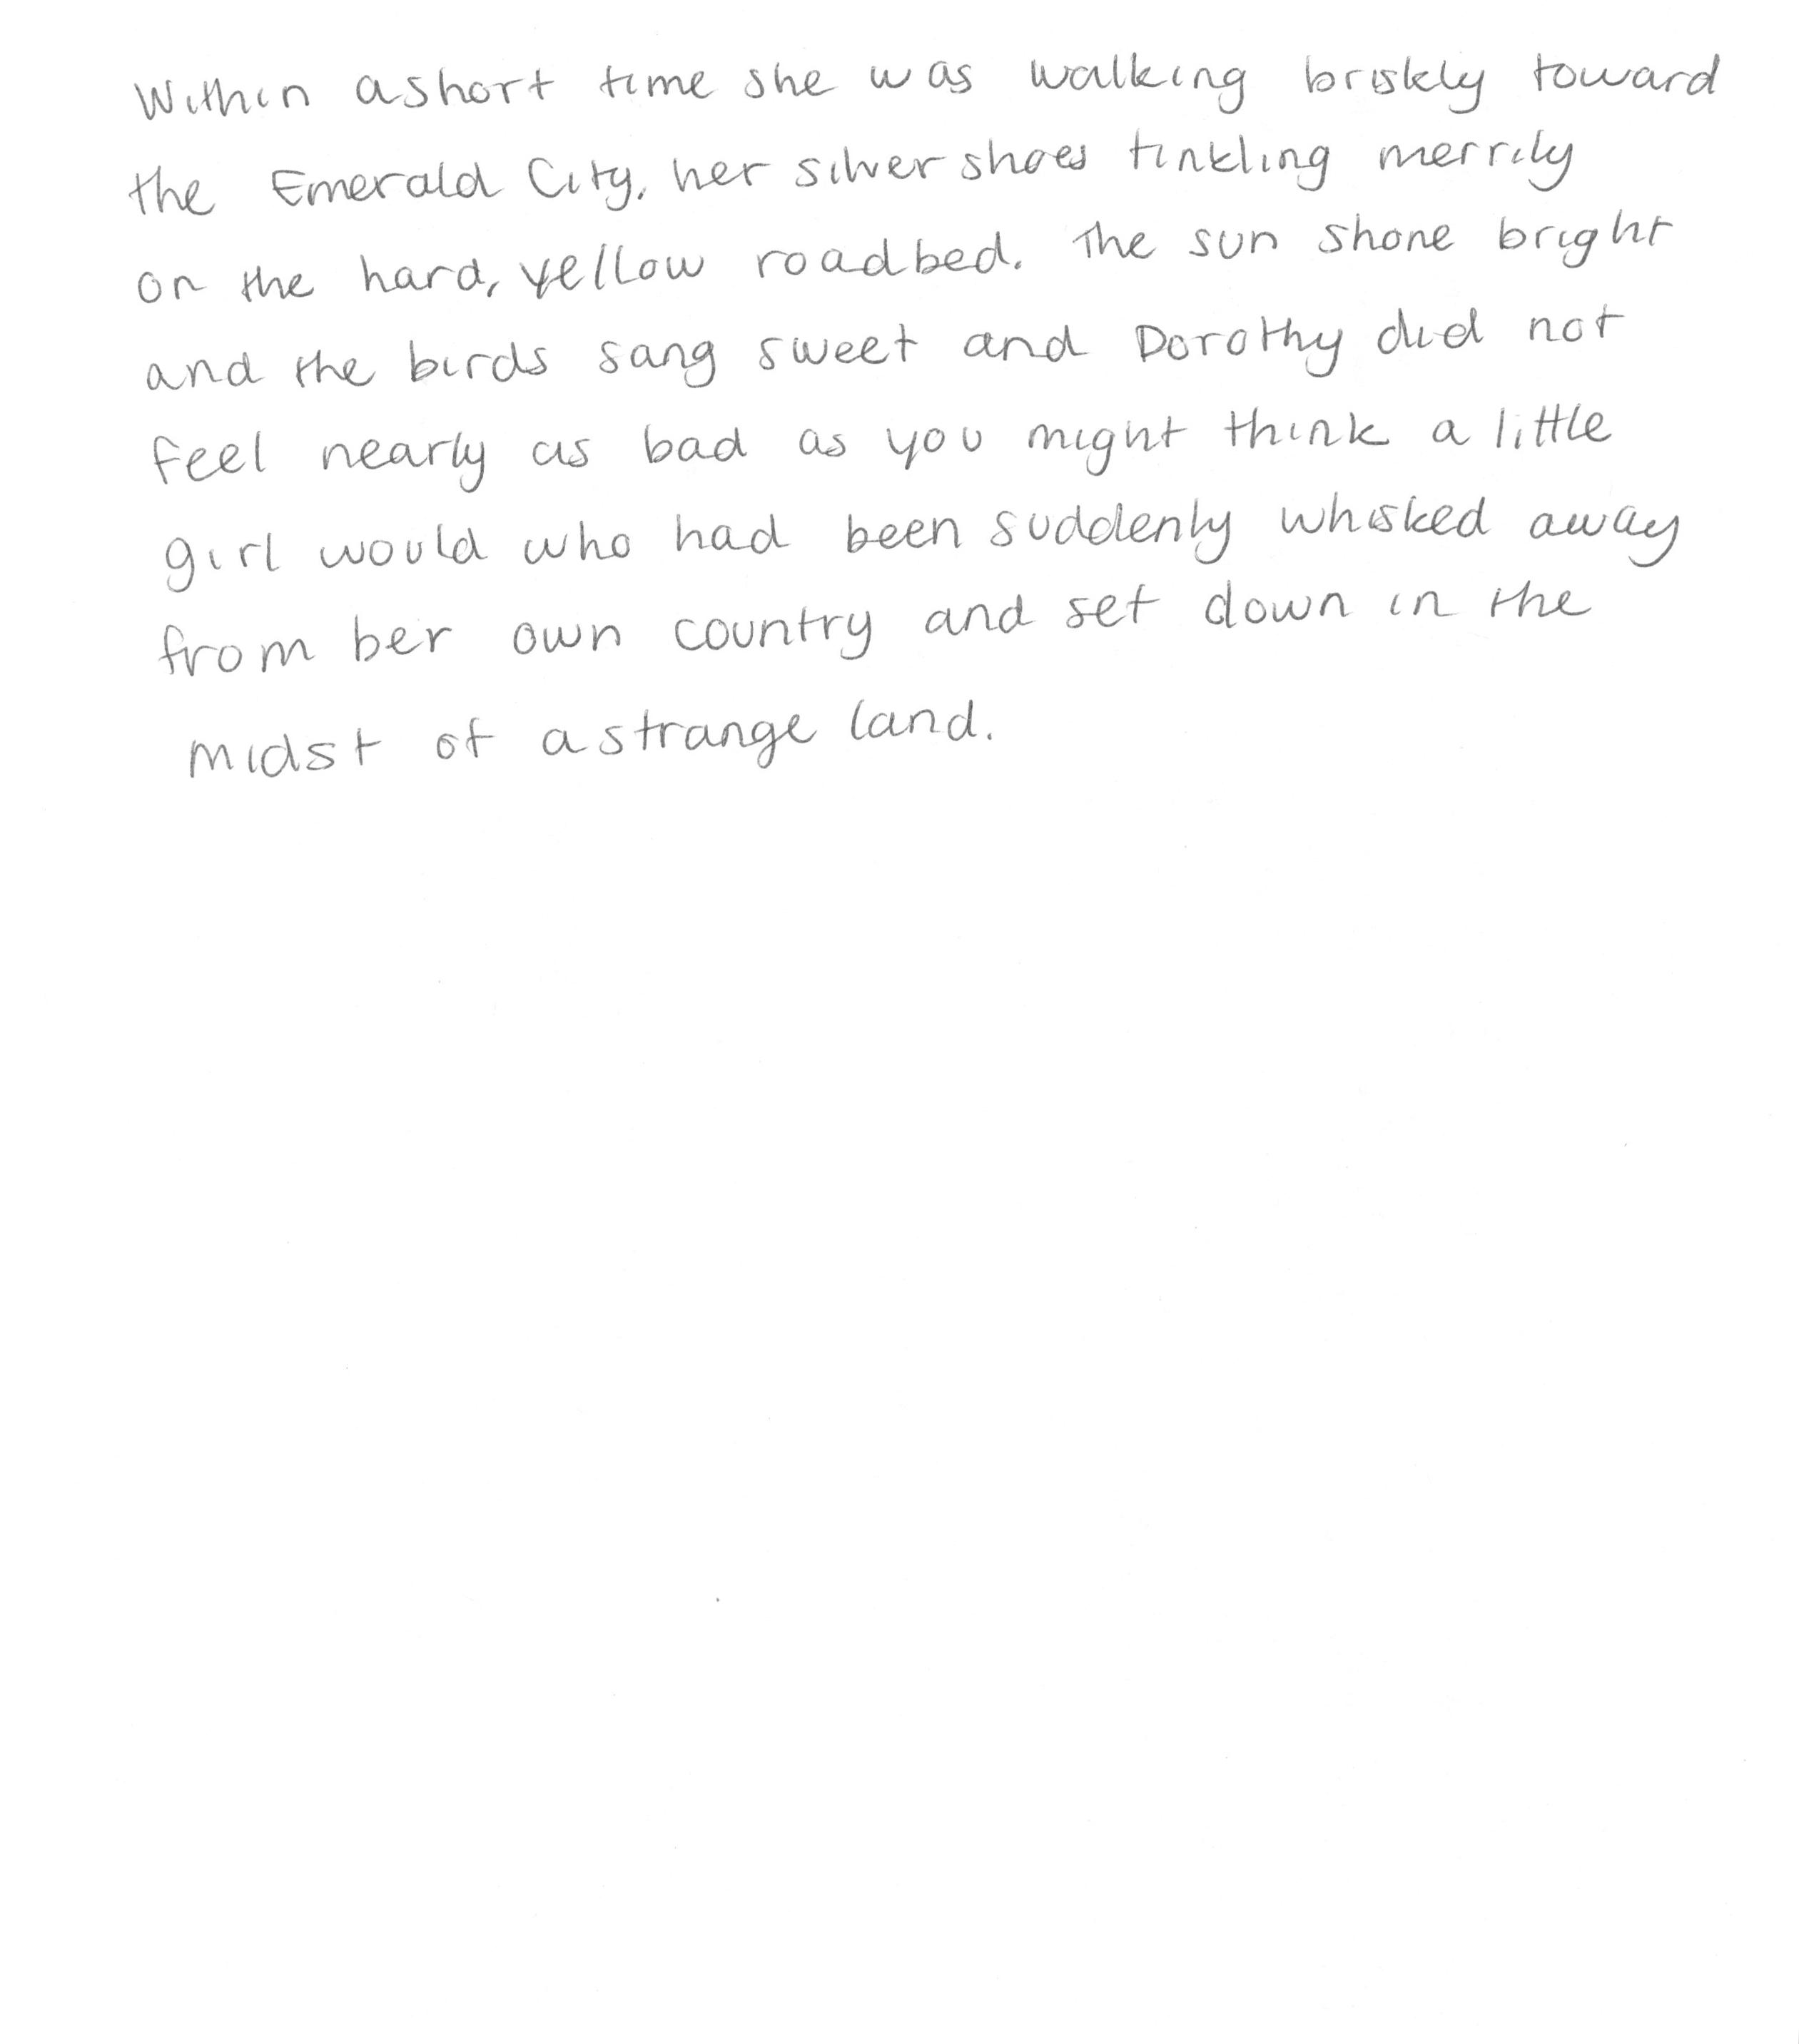 Within a short time she was walking briskly toward
the Emerald City, her silver shoes tinkling merrily
on the hard, yellow roadbed. The sun shone bright
and the birds sang sweet and Dorothy did not
feel nearly as bad as you might think a little
girl would who had been suddenly whisked away
from ber own country and set down in the
midst of a strange land.